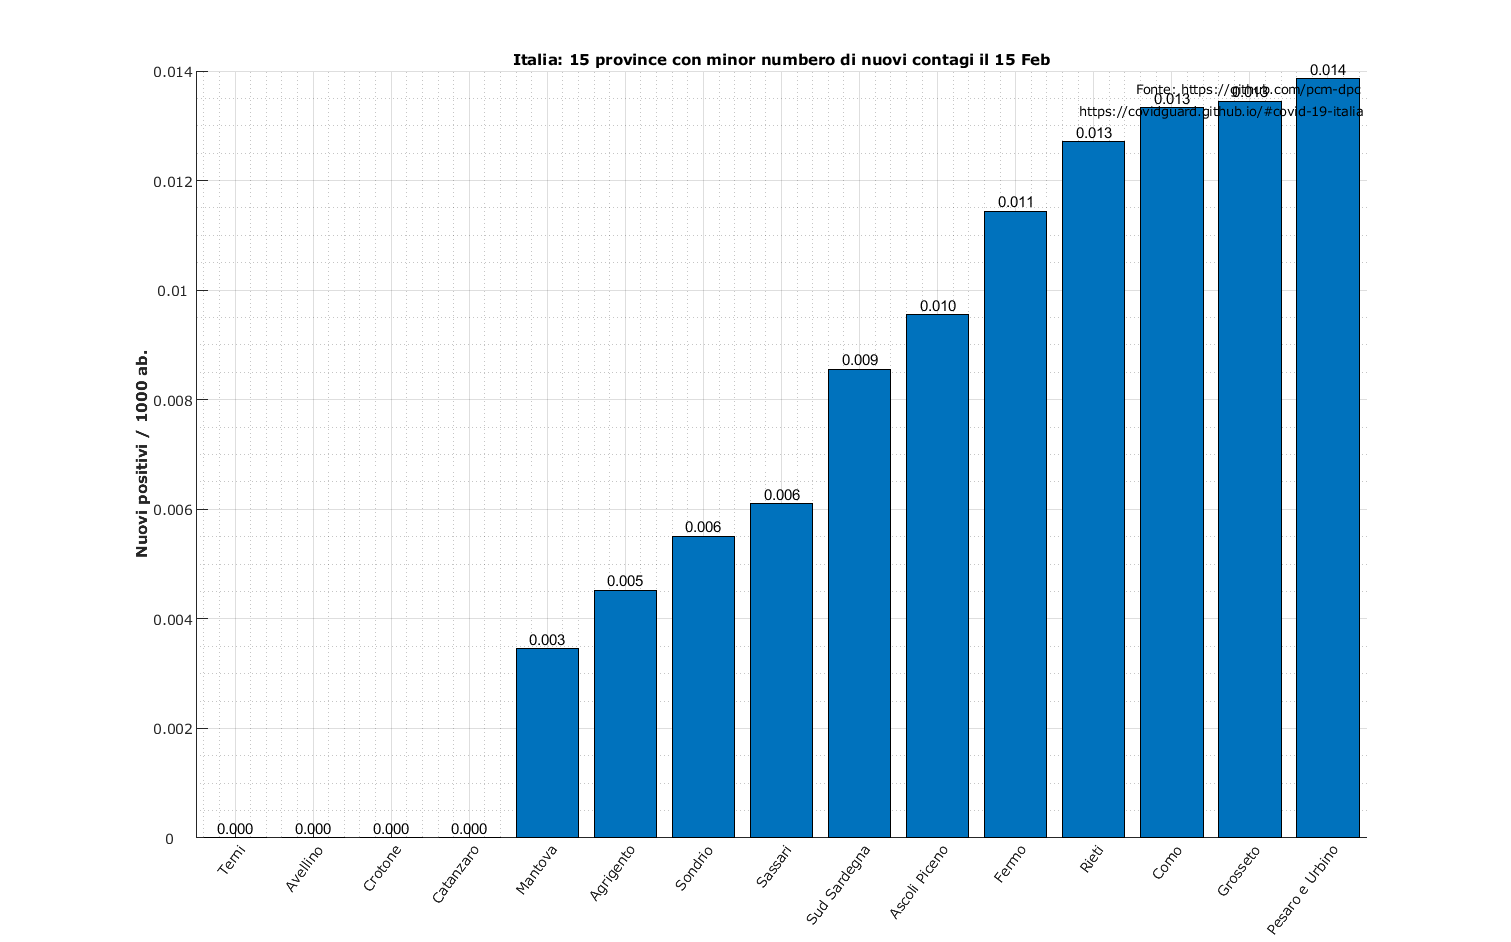 Italia: 15 province con minor numbero di nuovi contagi il 15 Feb
Fonte: https://github.com/pcm-dpc
https://covidguard.github.io/#covid-19-italia
Nuovi positivi / 1000 ab.
0.014
0.012
0.01
0.008
0.006
0.004
0.002
0
0.000
0.000
0.000
0.000
0.003
0.005
0.006
0.006
0.009
0.010
0.011
0.013
0.013
0.013
0.014
Terni
Avellino
Crotone
Catanzaro
Mantova
Agrigento
Sondrio
Sassari
Sud Sardegna
Ascoli Piceno
Fermo
Rieti
Como
Grosseto
Pesaro e Urbino